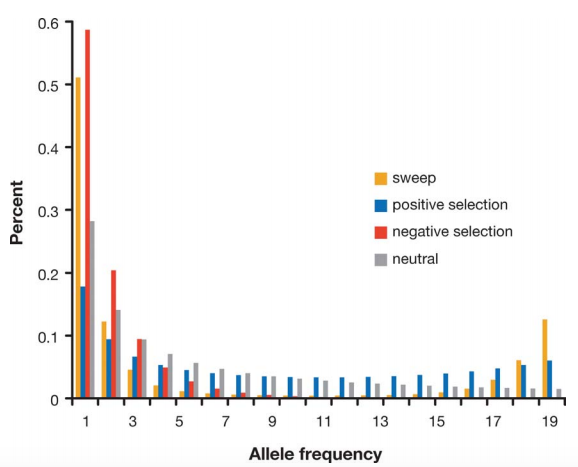 0.6
0.5
0.4
0.3
0.2
0.1
0
Percent
sweep
positive selection
negative selection
neutral
1 3 5 7 9 11 13 15 17 19
Allele frequency